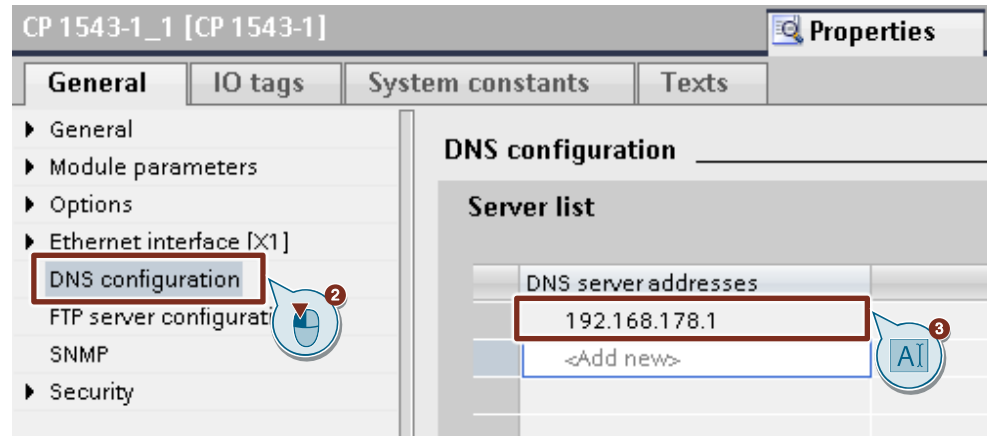 CP 1543-1_1 [CP 1543-1]
Properties
General IO tags System constants Texts
General
Module parameters
Options
Ethernet interface [X1]
DNS configuration
2
FTP server configurati
SNMP
Security
DNS configuration
Server list
DNS server addresses
192.168.178.1
3
<Add new>
AI